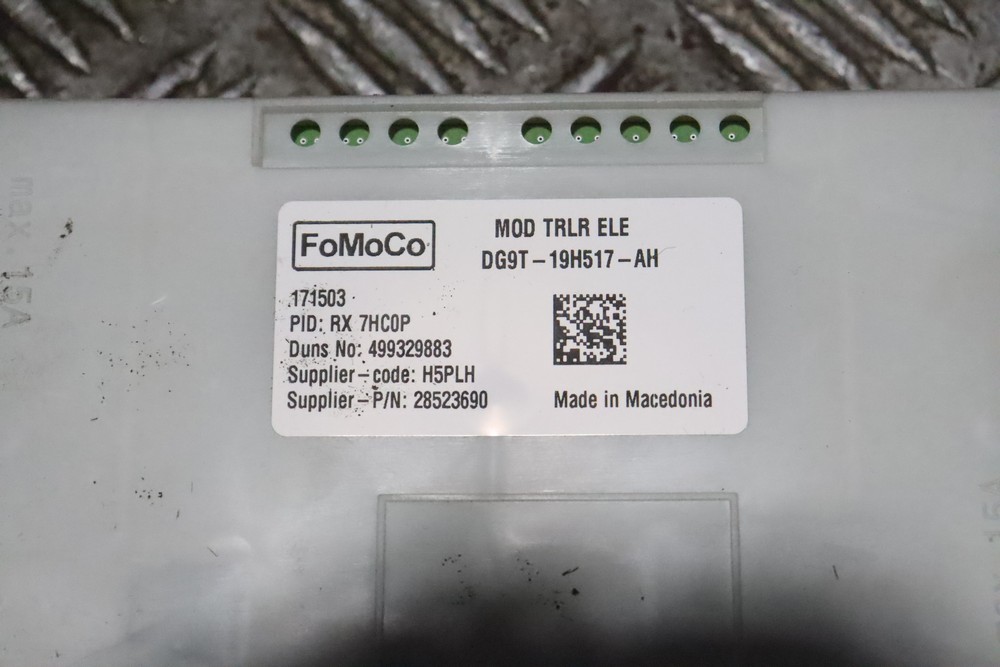 FoMoCo
MOD TRLR ELE
DG9T-19H517-AH
171503
PID: RX 7HC0P
Duns No: 499329883
Supplier-code: H5PLH
Supplier-P/N: 28523690
Made in Macedonia
max. 15A